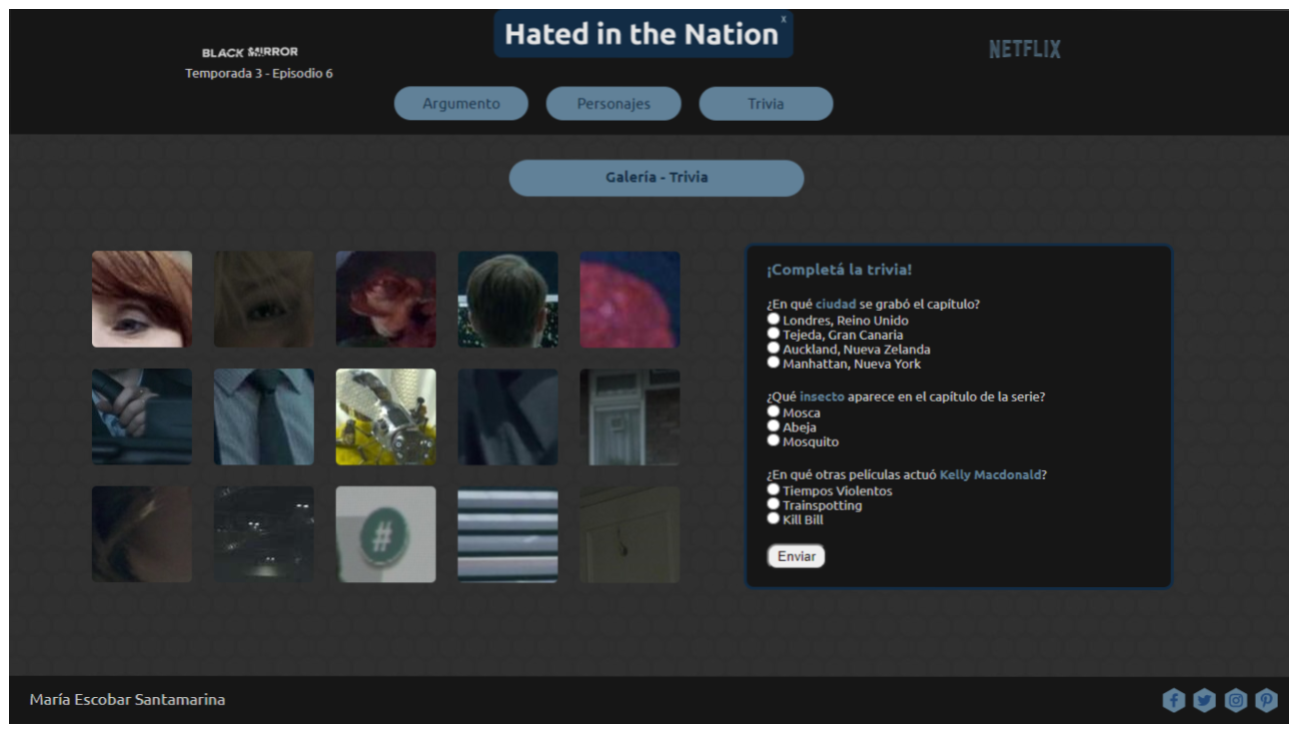 Hated in the Nation
x
BLACK MIRROR
Temporada 3 - Episodio 6
NETFLIX
Argumento
Personajes
Trivia
Galería - Trivia
¡Completá la trivia!
¿En qué ciudad se grabó el capítulo?
Londres, Reino Unido
Tejeda, Gran Canaria
Auckland, Nueva Zelanda
Manhattan, Nueva York
¿Qué insecto aparece en el capítulo de la serie?
Mosca
Abeja
Mosquito
¿En qué otras películas actuó Kelly Macdonald?
Tiempos Violentos
Trainspotting
Kill Bill
Enviar
#
María Escobar Santamarina